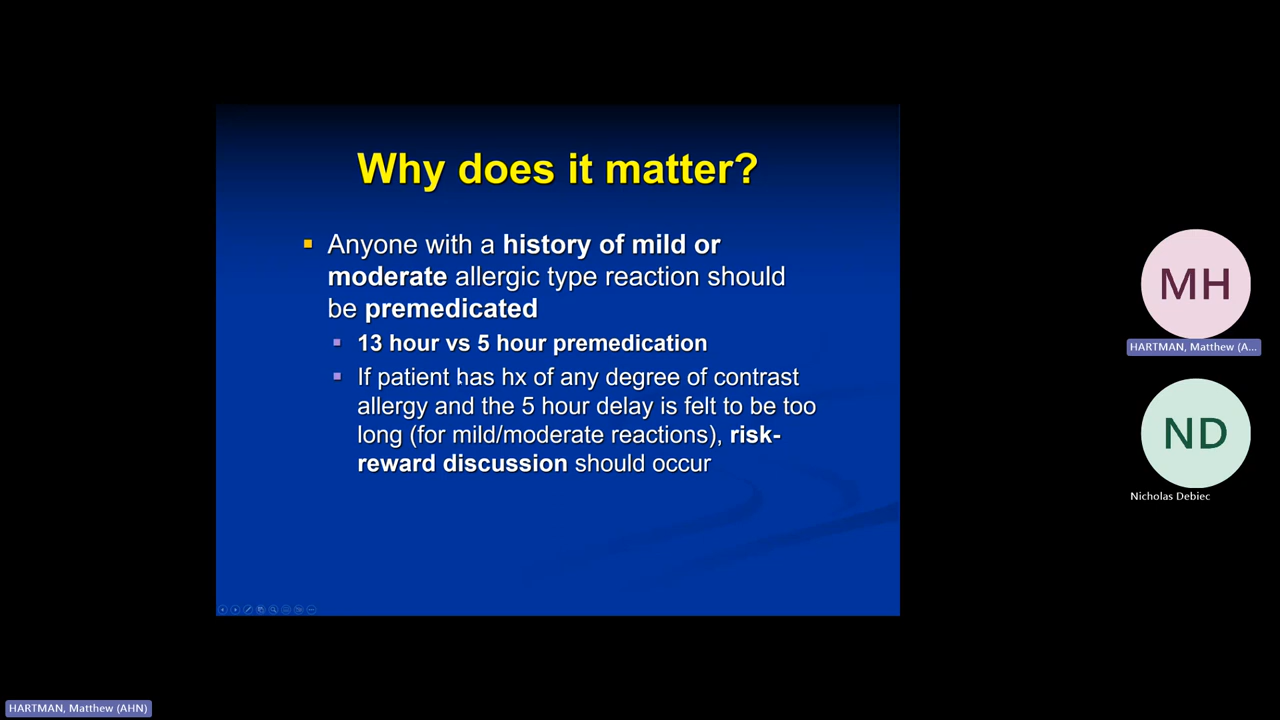 Why does it matter?
Anyone with a history of mild or
moderate allergic type reaction should
be premedicated
13 hour vs 5 hour premedication
If patient has hx of any degree of contrast
allergy and the 5 hour delay is felt to be too
long (for mild/moderate reactions), risk-
reward discussion should occur
MH
HARTMAN, Matthew (A...
ND
Nicholas Debiec
HARTMAN, Matthew (AHN)